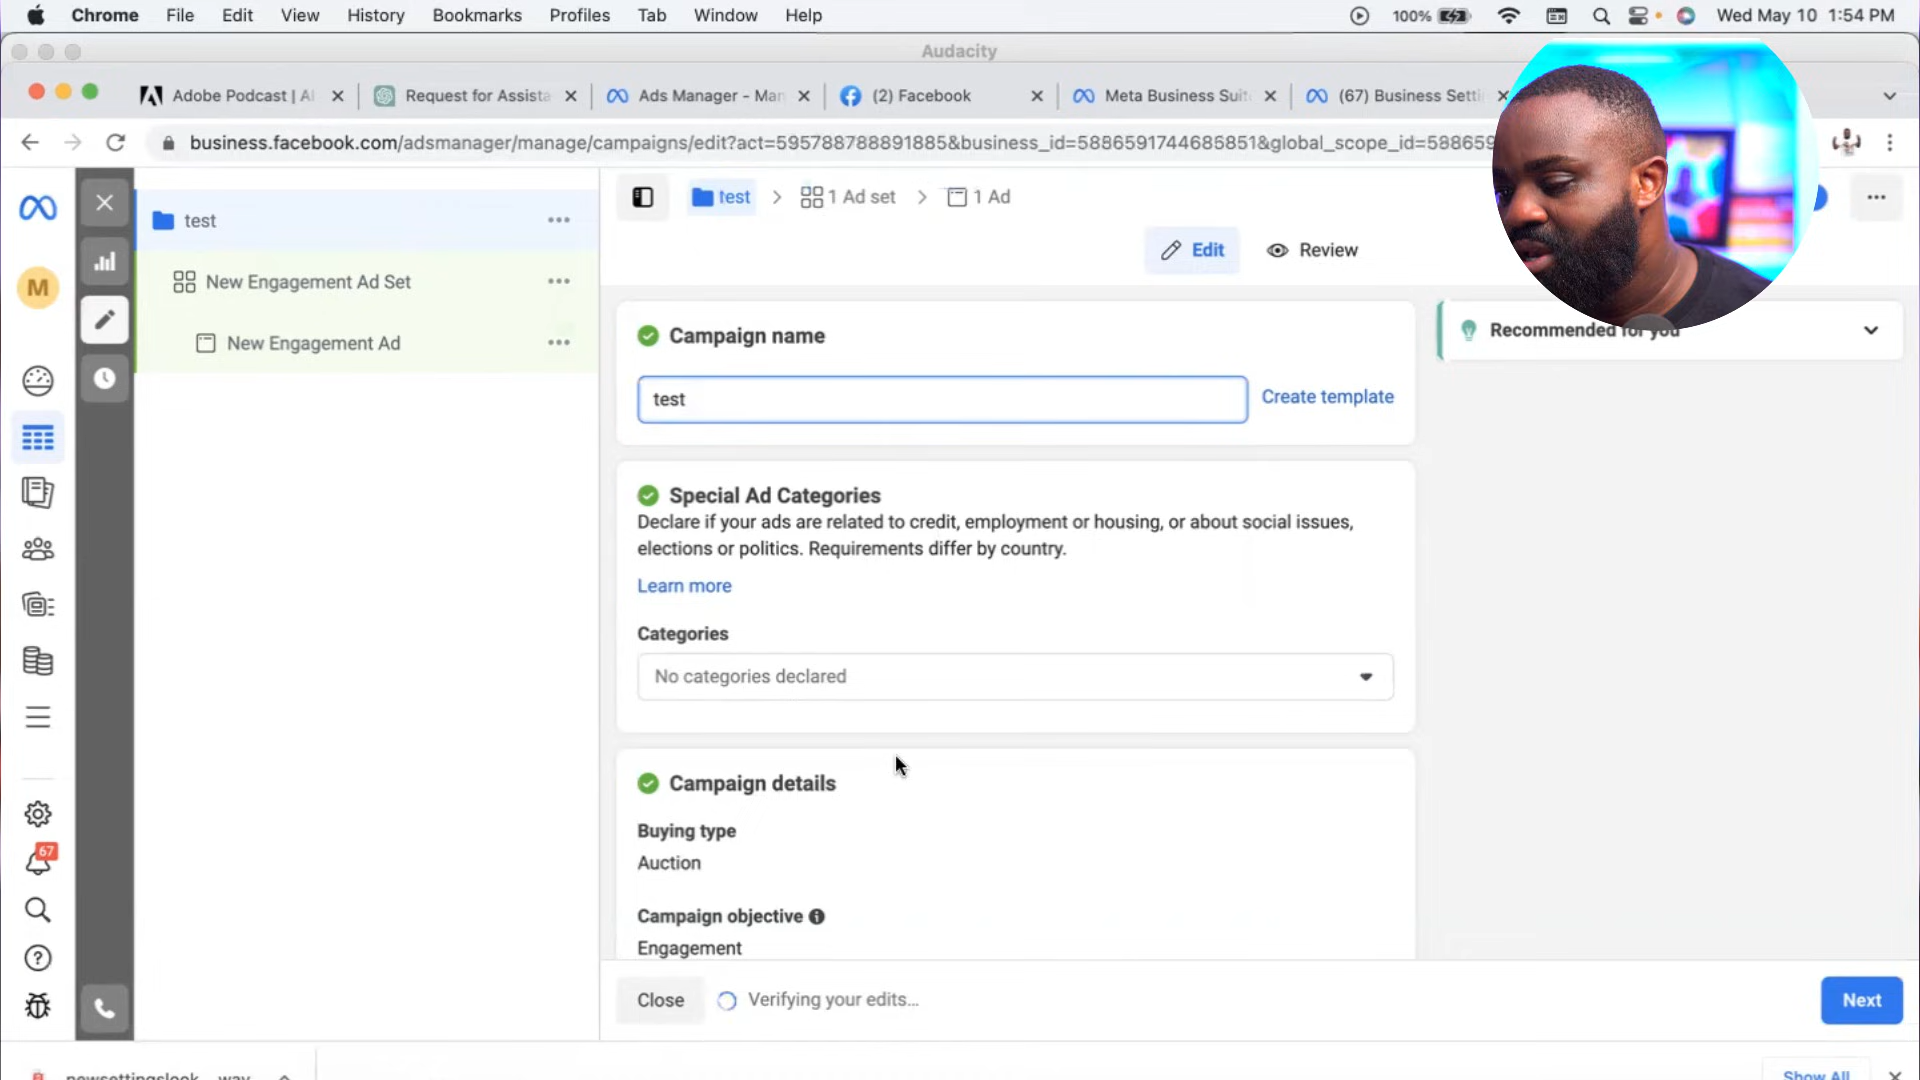 Chrome File Edit View History Bookmarks Profiles Tab Window Help 100% Wed May 10 1:54 PM
Audacity
Adobe Podcast | AI Request for Assista Ads Manager - Man (2) Facebook Meta Business Suit (67) Business Setti
business.facebook.com/adsmanager/manage/campaigns/edit?act=595788788891885&business_id=5886591744685851&global_scope_id=58865
test
New Engagement Ad Set
New Engagement Ad
M
67
test > 1 Ad set > 1 Ad
Edit Review
Campaign name
test
Create template
Recommended for you
Special Ad Categories
Declare if your ads are related to credit, employment or housing, or about social issues,
elections or politics. Requirements differ by country.
Learn more
Categories
No categories declared
Campaign details
Buying type
Auction
Campaign objective
Engagement
Close Verifying your edits... Next
newsettingslook....way Show All